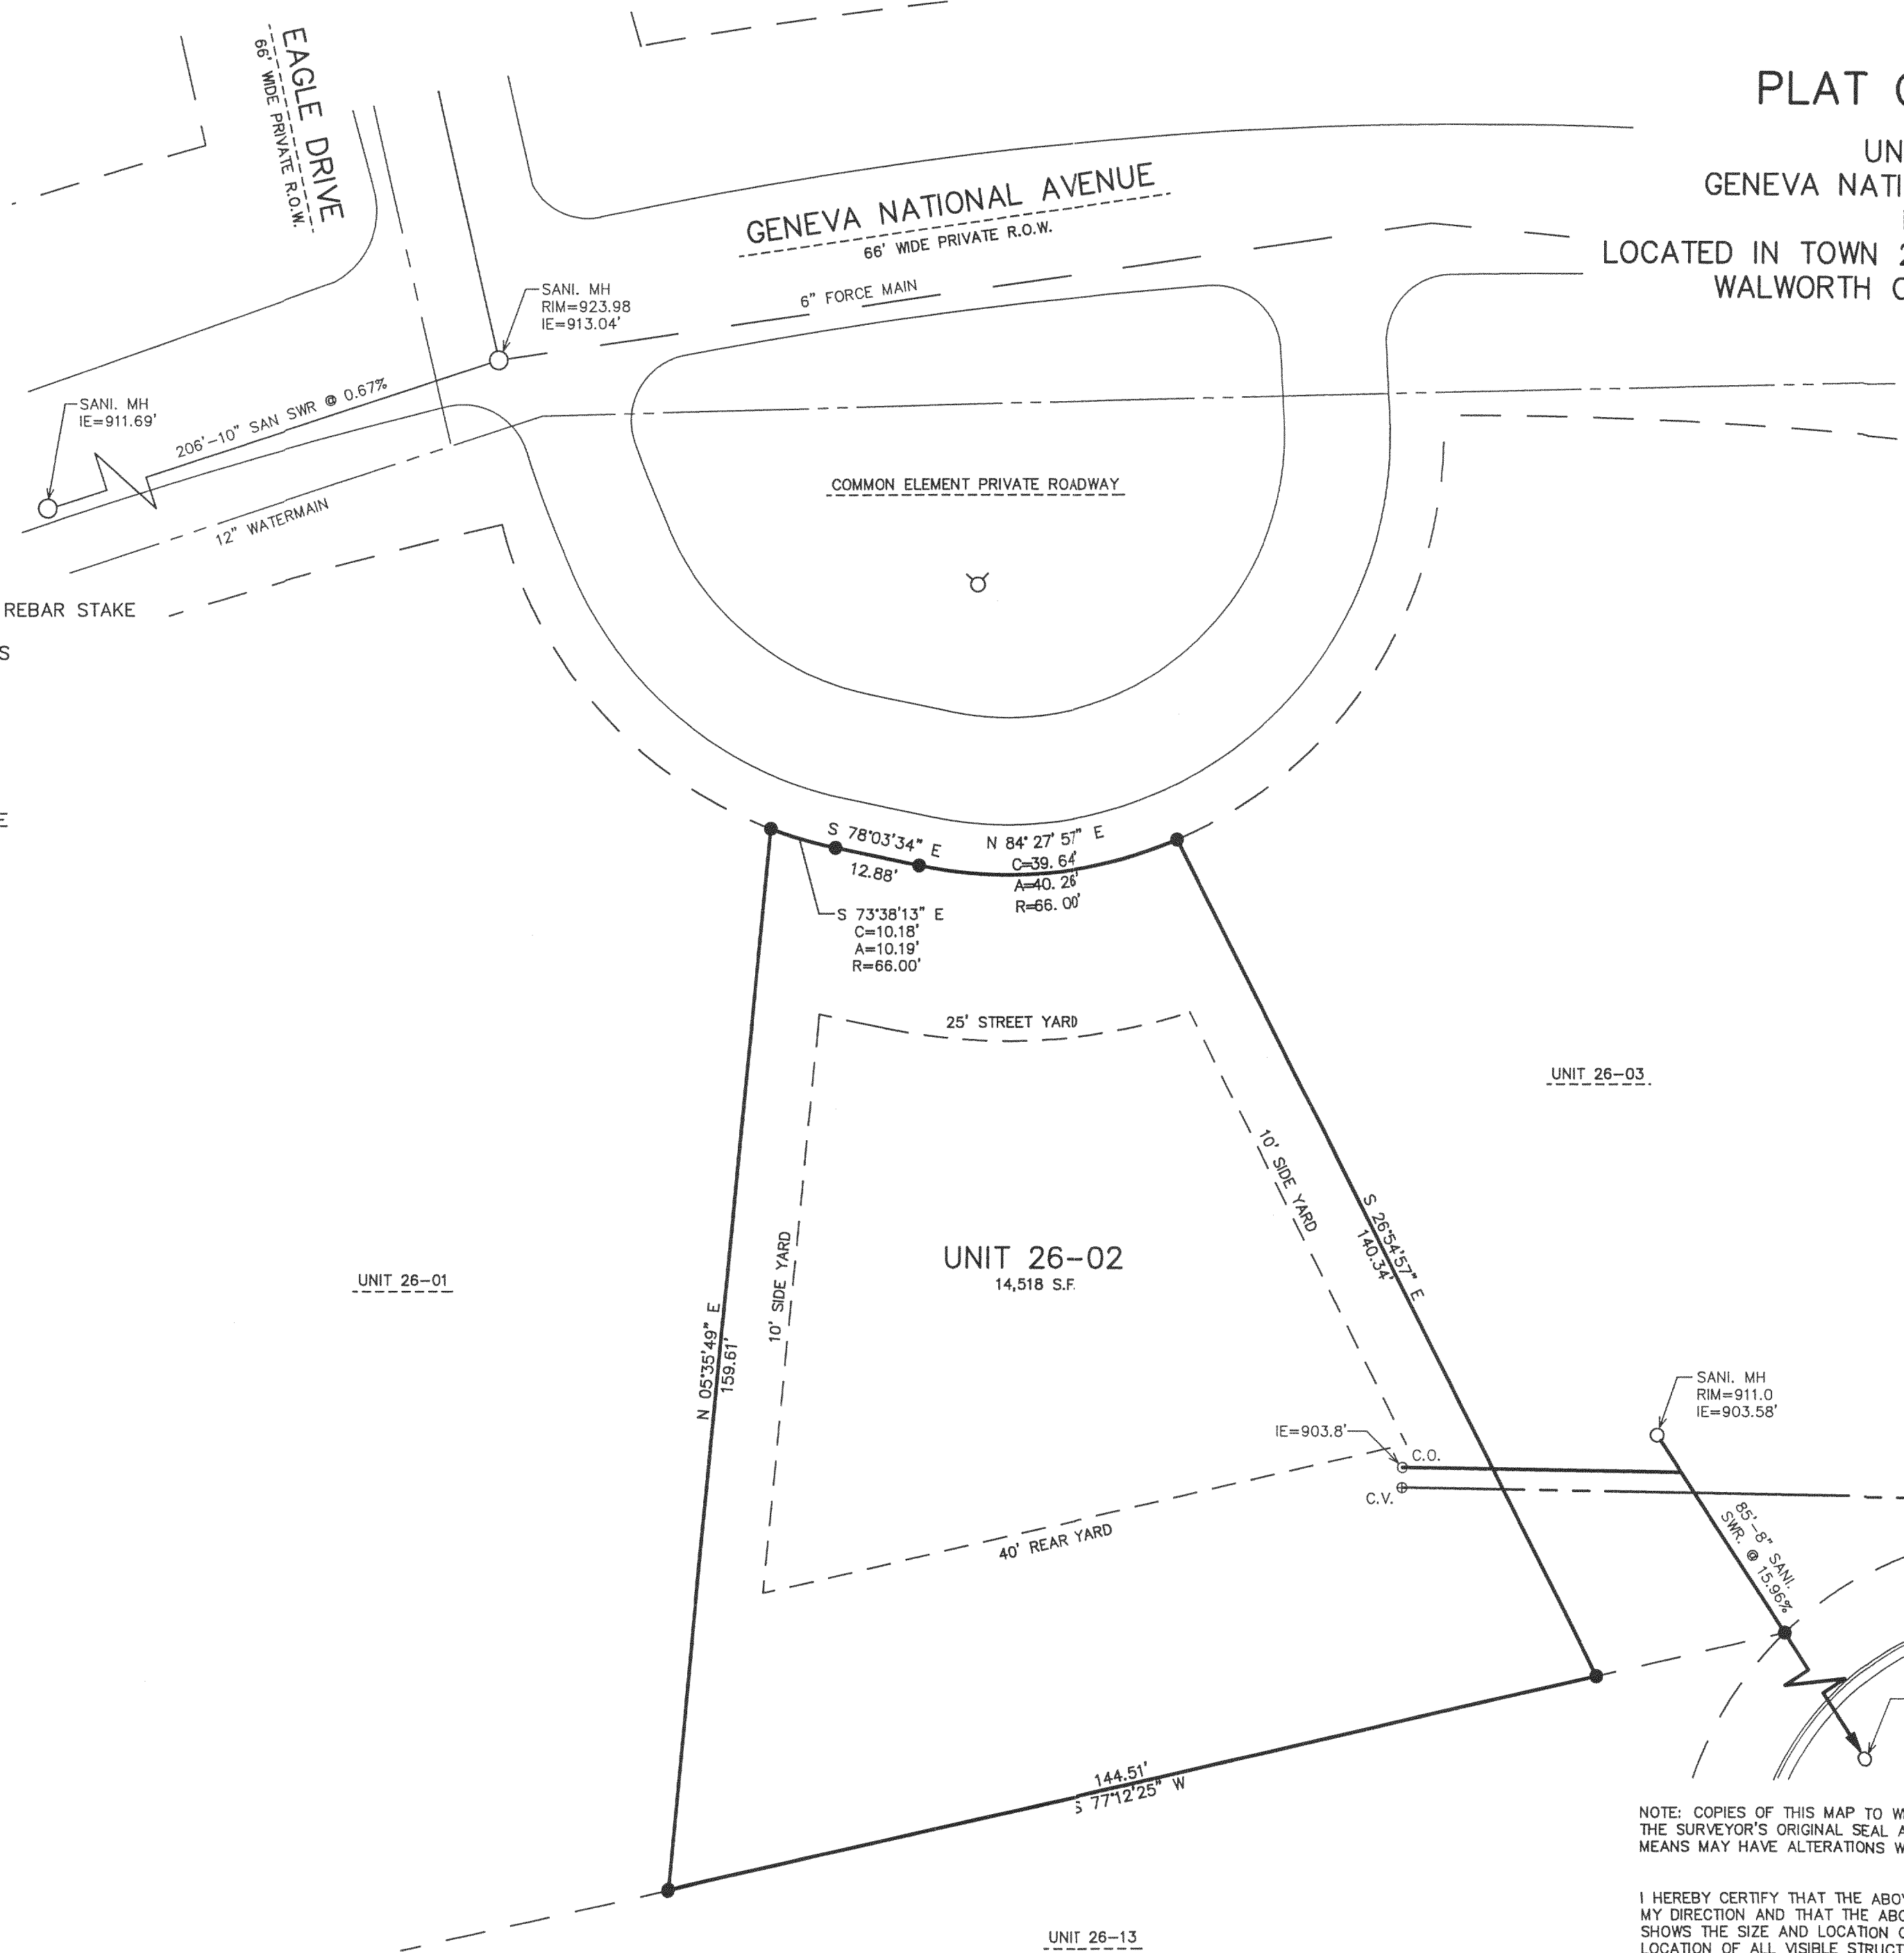 EAGLE DRIVE
66' WIDE PRIVATE R.O.W.
PLAT
UN
GENEVA NATI
LOCATED IN TOWN 2
WALWORTH C
GENEVA NATIONAL AVENUE
66' WIDE PRIVATE R.O.W.
6" FORCE MAIN
SANI. MH
RIM=923.98
IE=913.04'
SANI. MH
IE=911.69'
206'-10" SAN SWR @ 0.67%
12" WATERMAIN
COMMON ELEMENT PRIVATE ROADWAY
REBAR STAKE
S
E
S 78°03'34" E
12.88'
N 84° 27' 57" E
C=39. 64'
A=40. 26'
R=66. 00'
S 73°38'13" E
C=10.18'
A=10.19'
R=66.00'
25' STREET YARD
UNIT 26-03
10' SIDE YARD
S 26°54'57" E
140.34'
UNIT 26-02
14,518 S.F.
UNIT 26-01
10' SIDE YARD
N 05°35'49" E
159.61'
SANI. MH
RIM=911.0
IE=903.58'
IE=903.8'
C.O.
C.V.
40' REAR YARD
85'-8" SANI.
SWR. @ 15.96%
144.51'
S 77°12'25" W
NOTE: COPIES OF THIS MAP TO W
THE SURVEYOR'S ORIGINAL SEAL A
MEANS MAY HAVE ALTERATIONS W
I HEREBY CERTIFY THAT THE ABOV
MY DIRECTION AND THAT THE ABO
SHOWS THE SIZE AND LOCATION O
LOCATION OF ALL VISIBLE STRUCT
UNIT 26-13